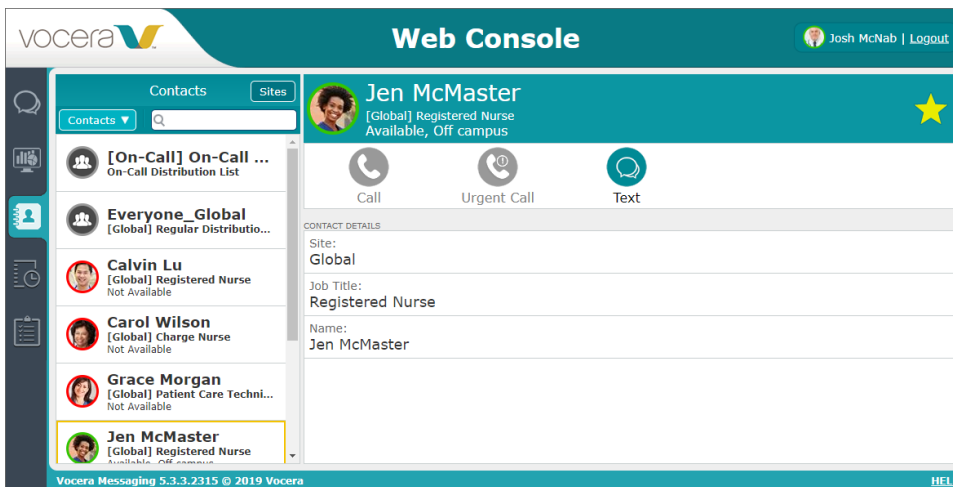 vocera
Web Console
Josh McNab | Logout
Contacts
Sites
Contacts ▼
[On-Call] On-Call ...
On-Call Distribution List
Everyone_Global
[Global] Regular Distributio...
Calvin Lu
[Global] Registered Nurse
Not Available
Carol Wilson
[Global] Charge Nurse
Not Available
Grace Morgan
[Global] Patient Care Techni...
Not Available
Jen McMaster
[Global] Registered Nurse
Available, Off campus
Jen McMaster
[Global] Registered Nurse
Available, Off campus
Call
Urgent Call
Text
CONTACT DETAILS
Site:
Global
Job Title:
Registered Nurse
Name:
Jen McMaster
Vocera Messaging 5.3.3.2315 © 2019 Vocera
HEL